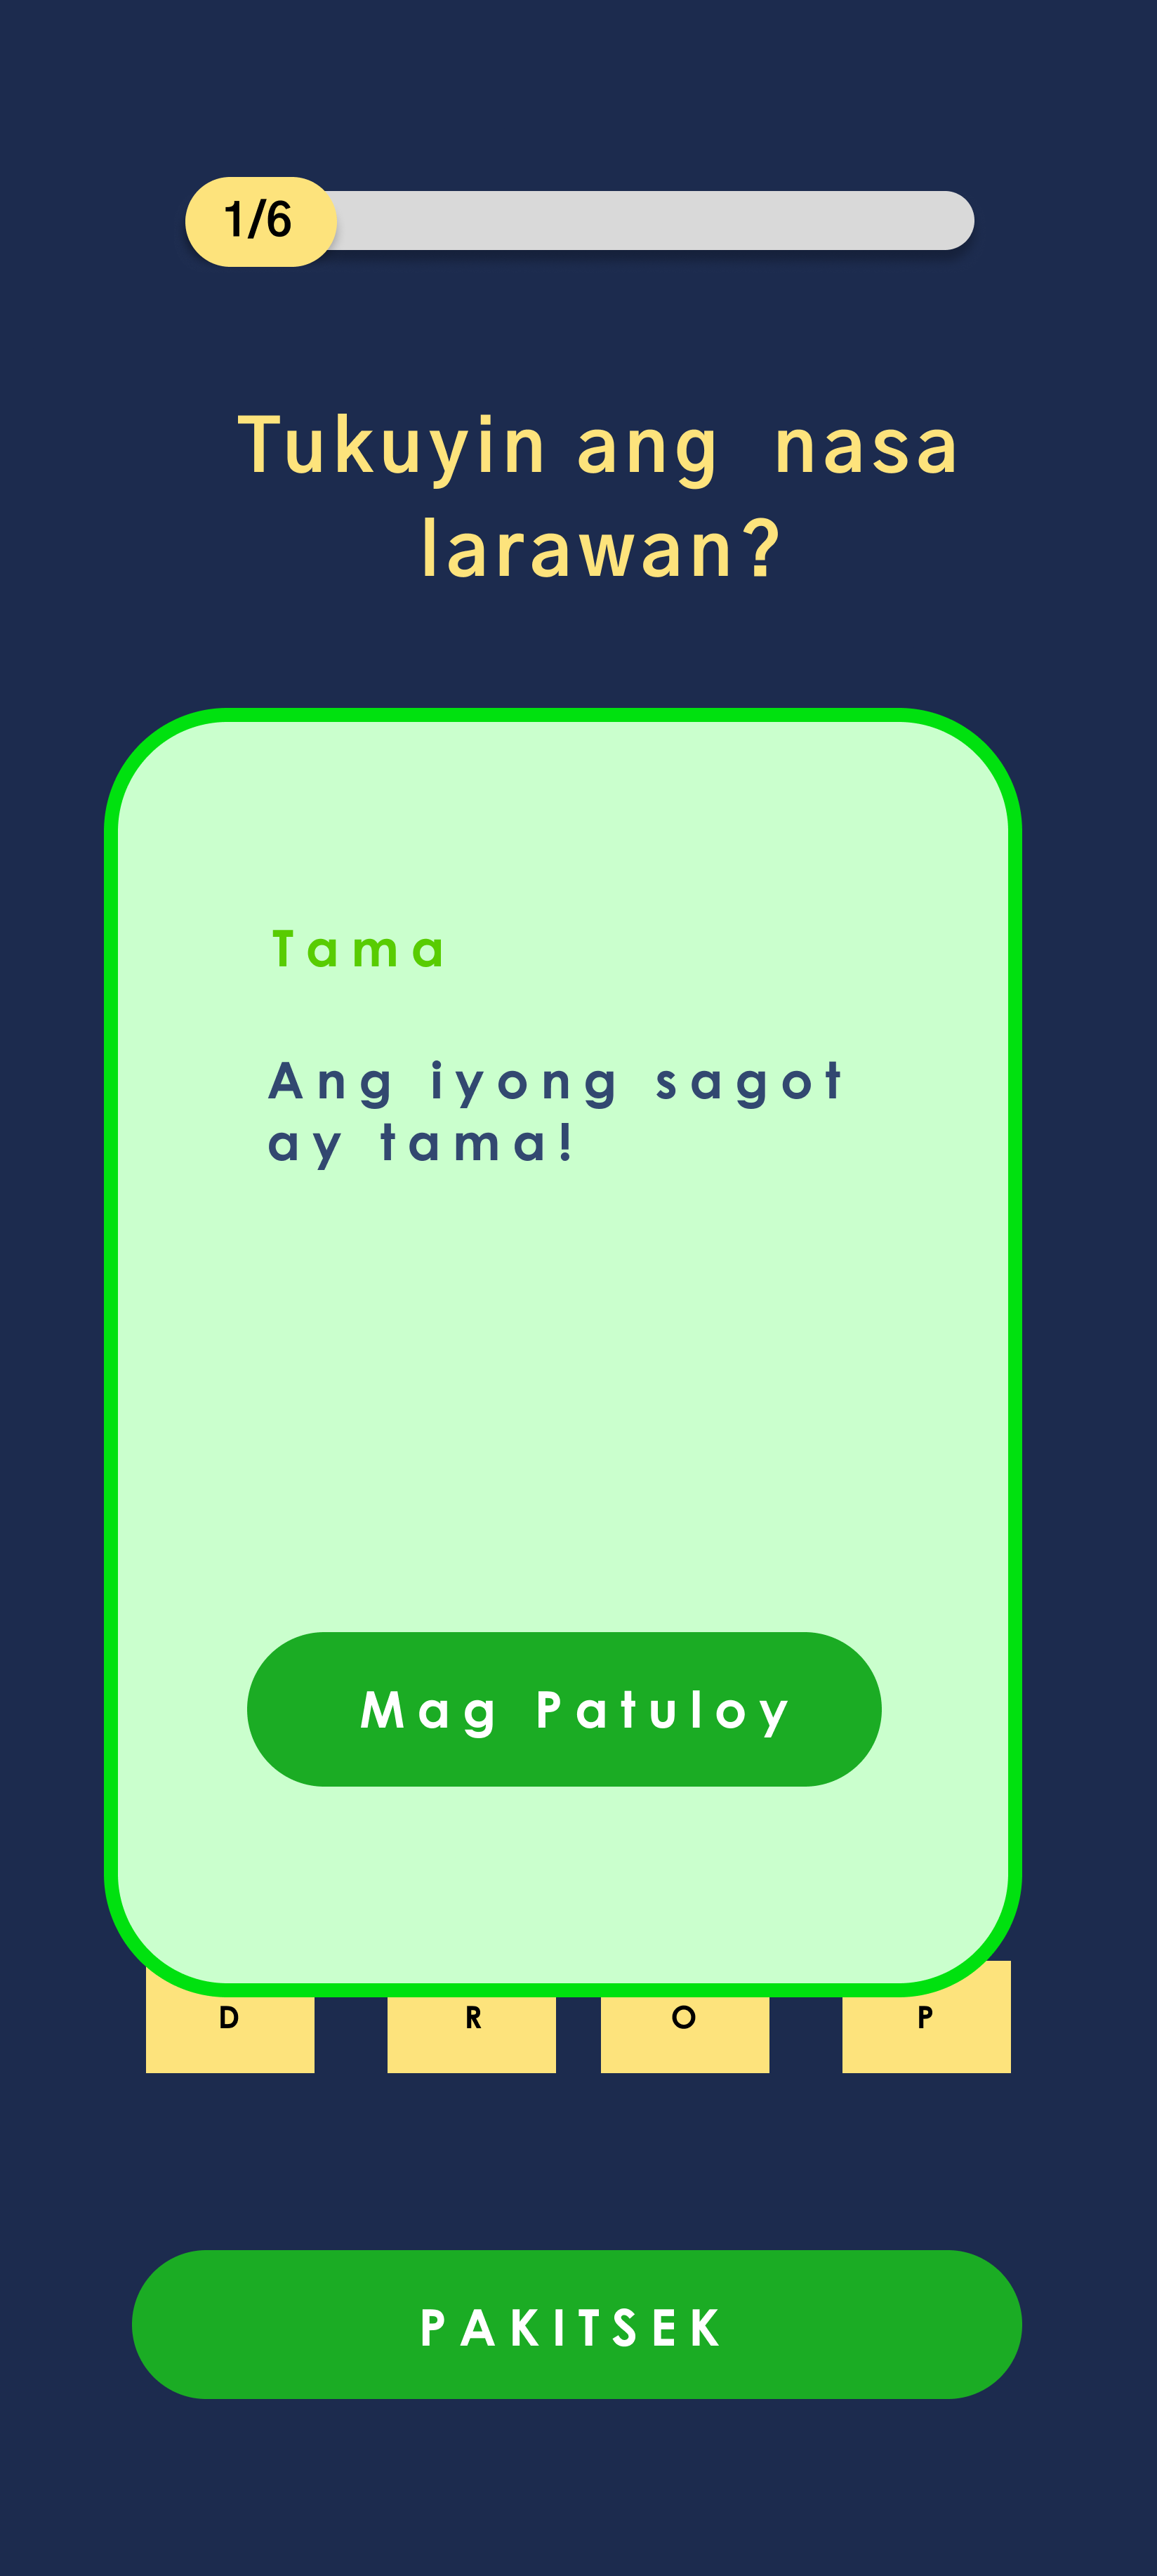 1/6
Tukuyin ang nasa
larawan?
Tama
Ang iyong sagot
ay tama!
Mag Patuloy
D R O P
PAKITSEK